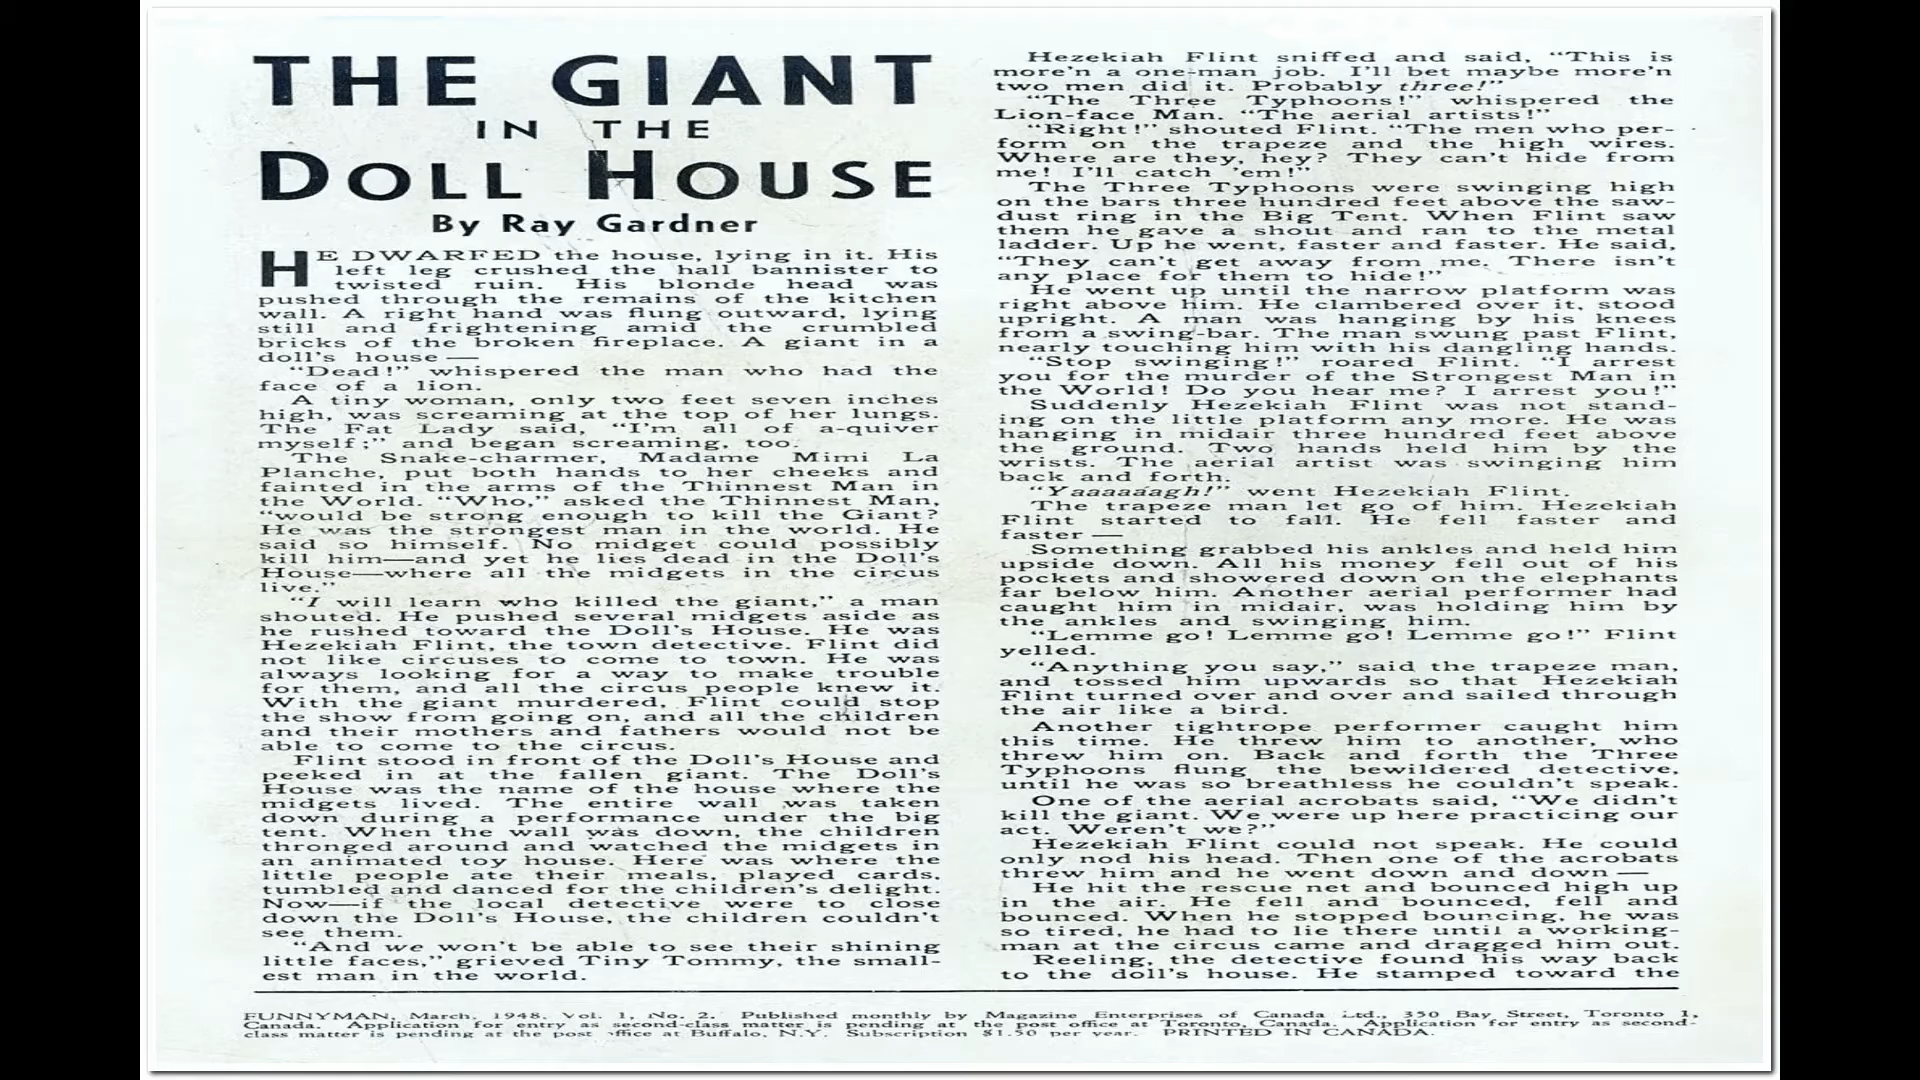 THE GIANT
IN THE
DOLL HOUSE
By Ray Gardner
HE DWARFED the house, lying in it. His
left leg crushed the hall bannister to
twisted ruin. His blonde head was
pushed through the remains of the kitchen
wall. A right hand was flung outward, lying
still and frightening amid the crumbled
bricks of the broken fireplace. A giant in a
doll's house —
"Dead!" whispered the man who had the
face of a lion.
A tiny woman, only two feet seven inches
high, was screaming at the top of her lungs.
The Fat Lady said, "I'm all of a-quiver
myself;" and began screaming, too.
The Snake-charmer, Madame Mimi La
Planche, put both hands to her cheeks and
fainted in the arms of the Thinnest Man in
the World. "Who," asked the Thinnest Man,
"would be strong enough to kill the Giant?
He was the strongest man in the world. He
said so himself. No midget could possibly
kill him—and yet he lies dead in the Doll's
House—where all the midgets in the circus
live."
"I will learn who killed the giant," a man
shouted. He pushed several midgets aside as
he rushed toward the Doll's House. He was
Hezekiah Flint, the town detective. Flint did
not like circuses to come to town. He was
always looking for a way to make trouble
for them, and all the circus people knew it.
With the giant murdered, Flint could stop
the show from going on, and all the children
and their mothers and fathers would not be
able to come to the circus.
Flint stood in front of the Doll's House and
peeked in at the fallen giant. The Doll's
House was the name of the house where the
midgets lived. The entire wall was taken
down during a performance under the big
tent. When the wall was down, the children
thronged around and watched the midgets in
an animated toy house. Here was where the
little people ate their meals, played cards,
tumbled and danced for the children's delight.
Now—if the local detective were to close
down the Doll's House, the children couldn't
see them.
"And we won't be able to see their shining
little faces," grieved Tiny Tommy, the small-
est man in the world.
Hezekiah Flint sniffed and said, "This is
more'n a one-man job. I'll bet maybe more'n
two men did it. Probably three!"
"The Three Typhoons!" whispered the
Lion-face Man. "The aerial artists!"
"Right!" shouted Flint. "The men who per-
form on the trapeze and the high wires.
Where are they, hey? They can't hide from
me! I'll catch 'em!"
The Three Typhoons were swinging high
on the bars three hundred feet above the saw-
dust ring in the Big Tent. When Flint saw
them he gave a shout and ran to the metal
ladder. Up he went, faster and faster. He said,
"They can't get away from me. There isn't
any place for them to hide!"
He went up until the narrow platform was
right above him. He clambered over it, stood
upright. A man was hanging by his knees
from a swing-bar. The man swung past Flint,
nearly touching him with his dangling hands.
"Stop swinging!" roared Flint. "I arrest
you for the murder of the Strongest Man in
the World! Do you hear me? I arrest you!"
Suddenly Hezekiah Flint was not stand-
ing on the little platform any more. He was
hanging in midair three hundred feet above
the ground. Two hands held him by the
wrists. The aerial artist was swinging him
back and forth.
"Yaaaaaagh!" went Hezekiah Flint.
The trapeze man let go of him. Hezekiah
Flint started to fall. He fell faster and
faster —
Something grabbed his ankles and held him
upside down. All his money fell out of his
pockets and showered down on the elephants
far below him. Another aerial performer had
caught him in midair, was holding him by
the ankles and swinging him.
"Lemme go! Lemme go! Lemme go!" Flint
yelled.
"Anything you say," said the trapeze man,
and tossed him upwards so that Hezekiah
Flint turned over and over and sailed through
the air like a bird.
Another tightrope performer caught him
this time. He threw him to another, who
threw him on. Back and forth the Three
Typhoons flung the bewildered detective,
until he was so breathless he couldn't speak.
One of the aerial acrobats said, "We didn't
kill the giant. We were up here practicing our
act. Weren't we?"
Hezekiah Flint could not speak. He could
only nod his head. Then one of the acrobats
threw him and he went down and down —
He hit the rescue net and bounced high up
in the air. He fell and bounced, fell and
bounced. When he stopped bouncing, he was
so tired, he had to lie there until a working-
man at the circus came and dragged him out.
Reeling, the detective found his way back
to the doll's house. He stamped toward the
FUNNYMAN, March, 1948. Vol. 1, No. 2. Published monthly by Magazine Enterprises of Canada Ltd., 350 Bay Street, Toronto 1,
Canada. Application for entry as second-class matter is pending at the post office at Toronto, Canada. Application for entry as second-
class matter is pending at the post office at Buffalo, N.Y. Subscription $1.50 per year. PRINTED IN CANADA.